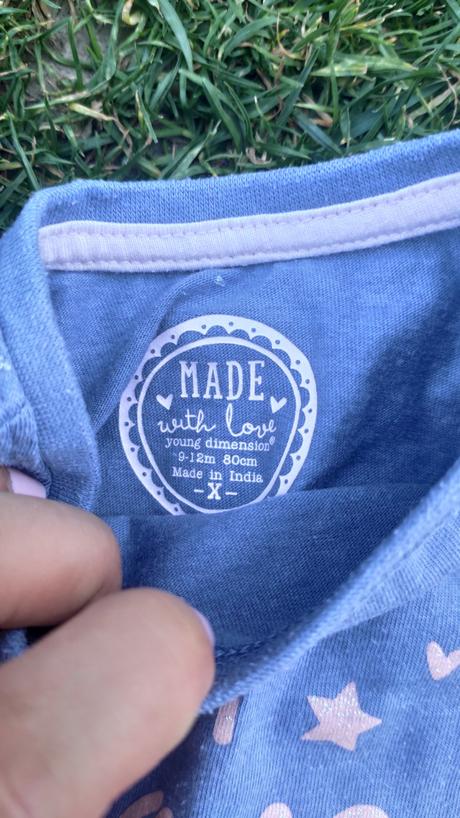 MADE
with love
young dimension®
9-12m 80cm
Made in India
-X-